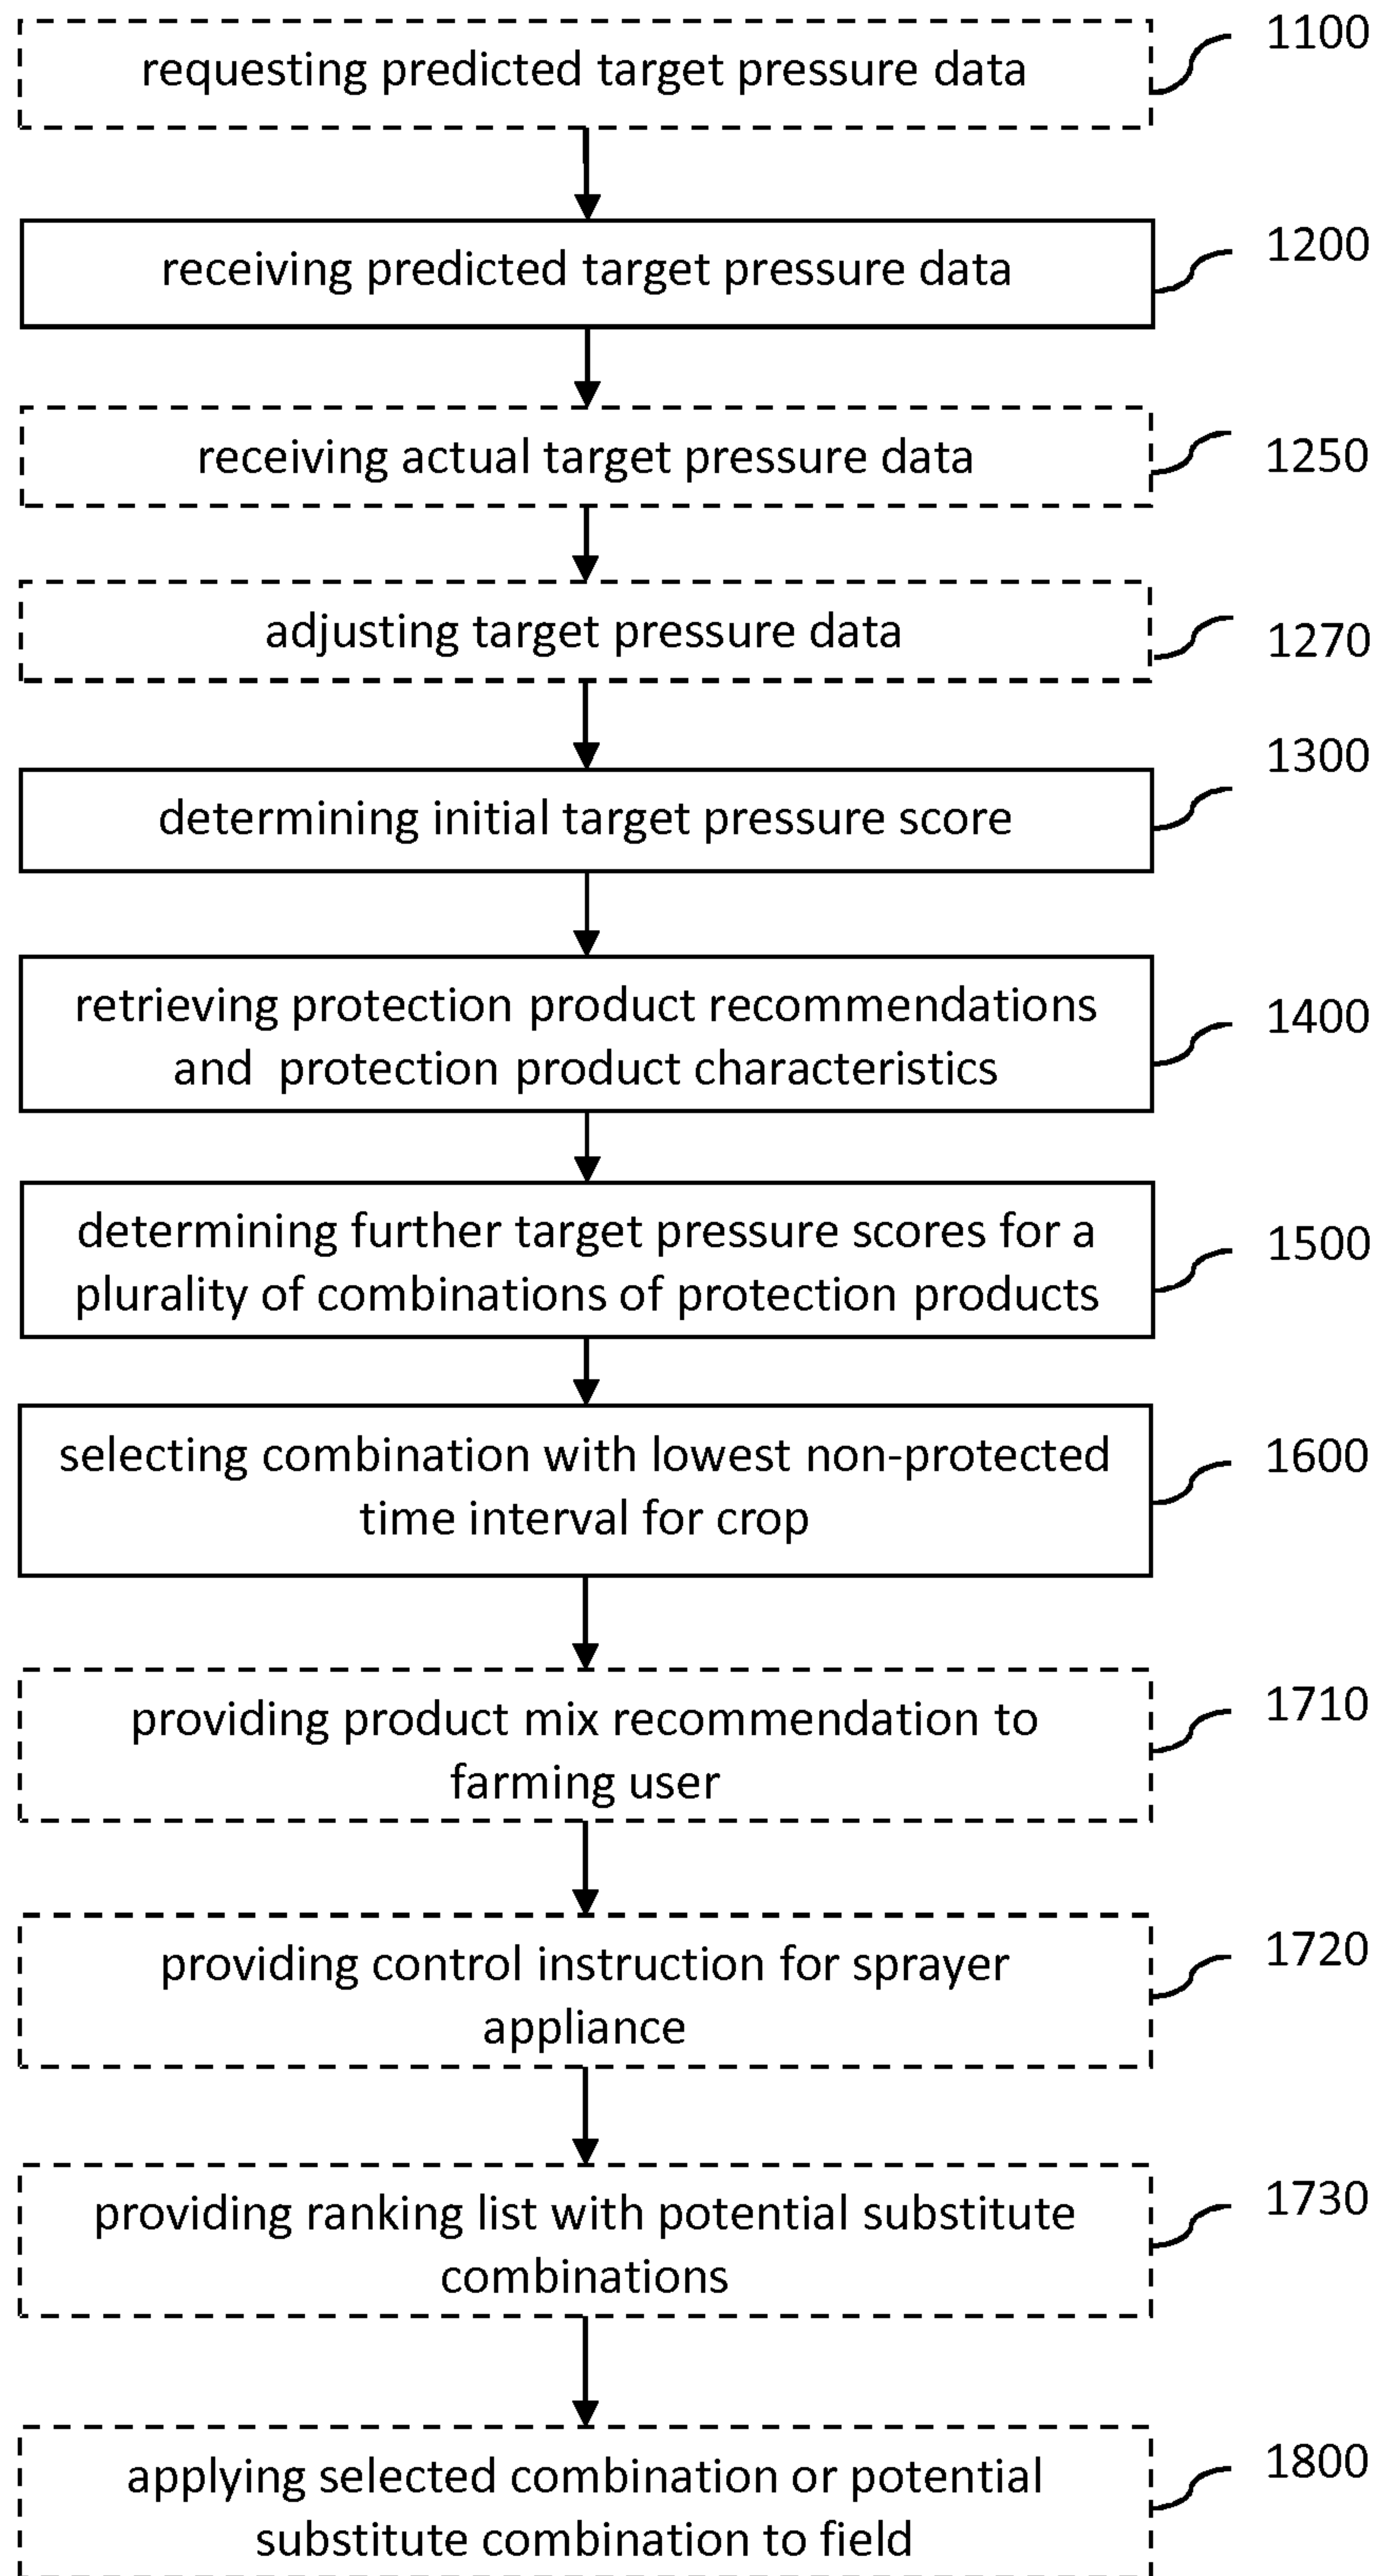 requesting predicted target pressure data
1100
receiving predicted target pressure data
1200
receiving actual target pressure data
1250
adjusting target pressure data
1270
determining initial target pressure score
1300
retrieving protection product recommendations
and protection product characteristics
1400
determining further target pressure scores for a
plurality of combinations of protection products
1500
selecting combination with lowest non-protected
time interval for crop
1600
providing product mix recommendation to
farming user
1710
providing control instruction for sprayer
appliance
1720
providing ranking list with potential substitute
combinations
1730
applying selected combination or potential
substitute combination to field
1800